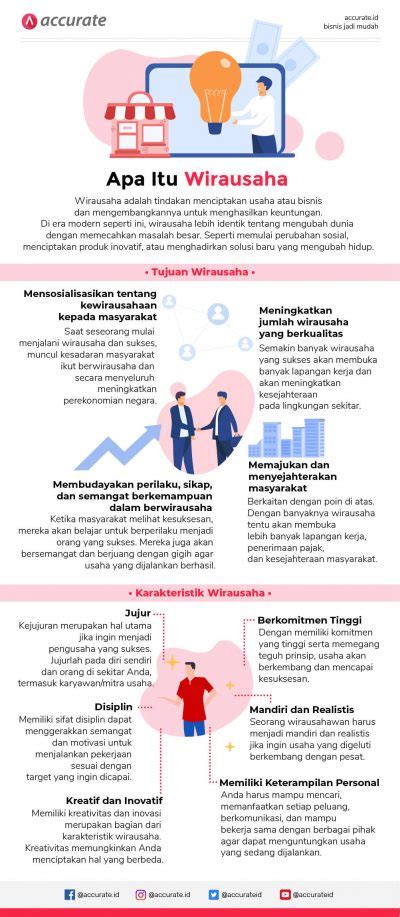 accurate
accurate.id
bisnis jadi mudah
Apa Itu Wirausaha
Wirausaha adalah tindakan menciptakan usaha atau bisnis
dan mengembangkannya untuk menghasilkan keuntungan.
Di era modern seperti ini, wirausaha lebih identik tentang mengubah dunia
dengan memecahkan masalah besar. Seperti memulai perubahan sosial,
menciptakan produk inovatif, atau menghadirkan solusi baru yang mengubah hidup.
• Tujuan Wirausaha •
Mensosialisasikan tentang
kewirausahaan
kepada masyarakat
Saat seseorang mulai
menjalani wirausaha dan sukses,
muncul kesadaran masyarakat
ikut berwirausaha dan
secara menyeluruh
meningkatkan
perekonomian negara.
Meningkatkan
jumlah wirausaha
yang berkualitas
Semakin banyak wirausaha
yang sukses akan membuka
banyak lapangan kerja dan
akan meningkatkan
kesejahteraan
pada lingkungan sekitar.
Membudayakan perilaku, sikap,
dan semangat berkemampuan
dalam berwirausaha
Ketika masyarakat melihat kesuksesan,
mereka akan belajar untuk berperilaku menjadi
orang yang sukses. Mereka juga akan
bersemangat dan berjuang dengan gigih agar
usaha yang dijalankan berhasil.
Memajukan dan
menyejahterakan
masyarakat
Berkaitan dengan poin di atas.
Dengan banyaknya wirausaha
tentu akan membuka
lebih banyak lapangan kerja,
penerimaan pajak,
dan kesejahteraan masyarakat.
• Karakteristik Wirausaha •
Jujur
Kejujuran merupakan hal utama
jika ingin menjadi
pengusaha yang sukses.
Jujurlah pada diri sendiri
dan orang di sekitar Anda,
termasuk karyawan/mitra usaha.
Berkomitmen Tinggi
Dengan memiliki komitmen
yang tinggi serta memegang
teguh prinsip, usaha akan
berkembang dan mencapai
kesuksesan.
Disiplin
Memiliki sifat disiplin dapat
menggerakkan semangat
dan motivasi untuk
menjalankan pekerjaan
sesuai dengan
target yang ingin dicapai.
Mandiri dan Realistis
Seorang wirausahawan harus
menjadi mandiri dan realistis
jika ingin usaha yang digeluti
berkembang dengan pesat.
Kreatif dan Inovatif
Memiliki kreativitas dan inovasi
merupakan bagian dari
karakteristik wirausaha.
Kreativitas memungkinkan Anda
menciptakan hal yang berbeda.
Memiliki Keterampilan Personal
Anda harus mampu mencari,
memanfaatkan setiap peluang,
berkomunikasi, dan mampu
bekerja sama dengan berbagai pihak
agar dapat menguntungkan usaha
yang sedang dijalankan.
@accurate.id
@accurate.id
@accurateid
@accurateid